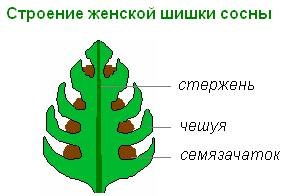 Строение женской шишки сосны
стержень
чешуя
семязачаток